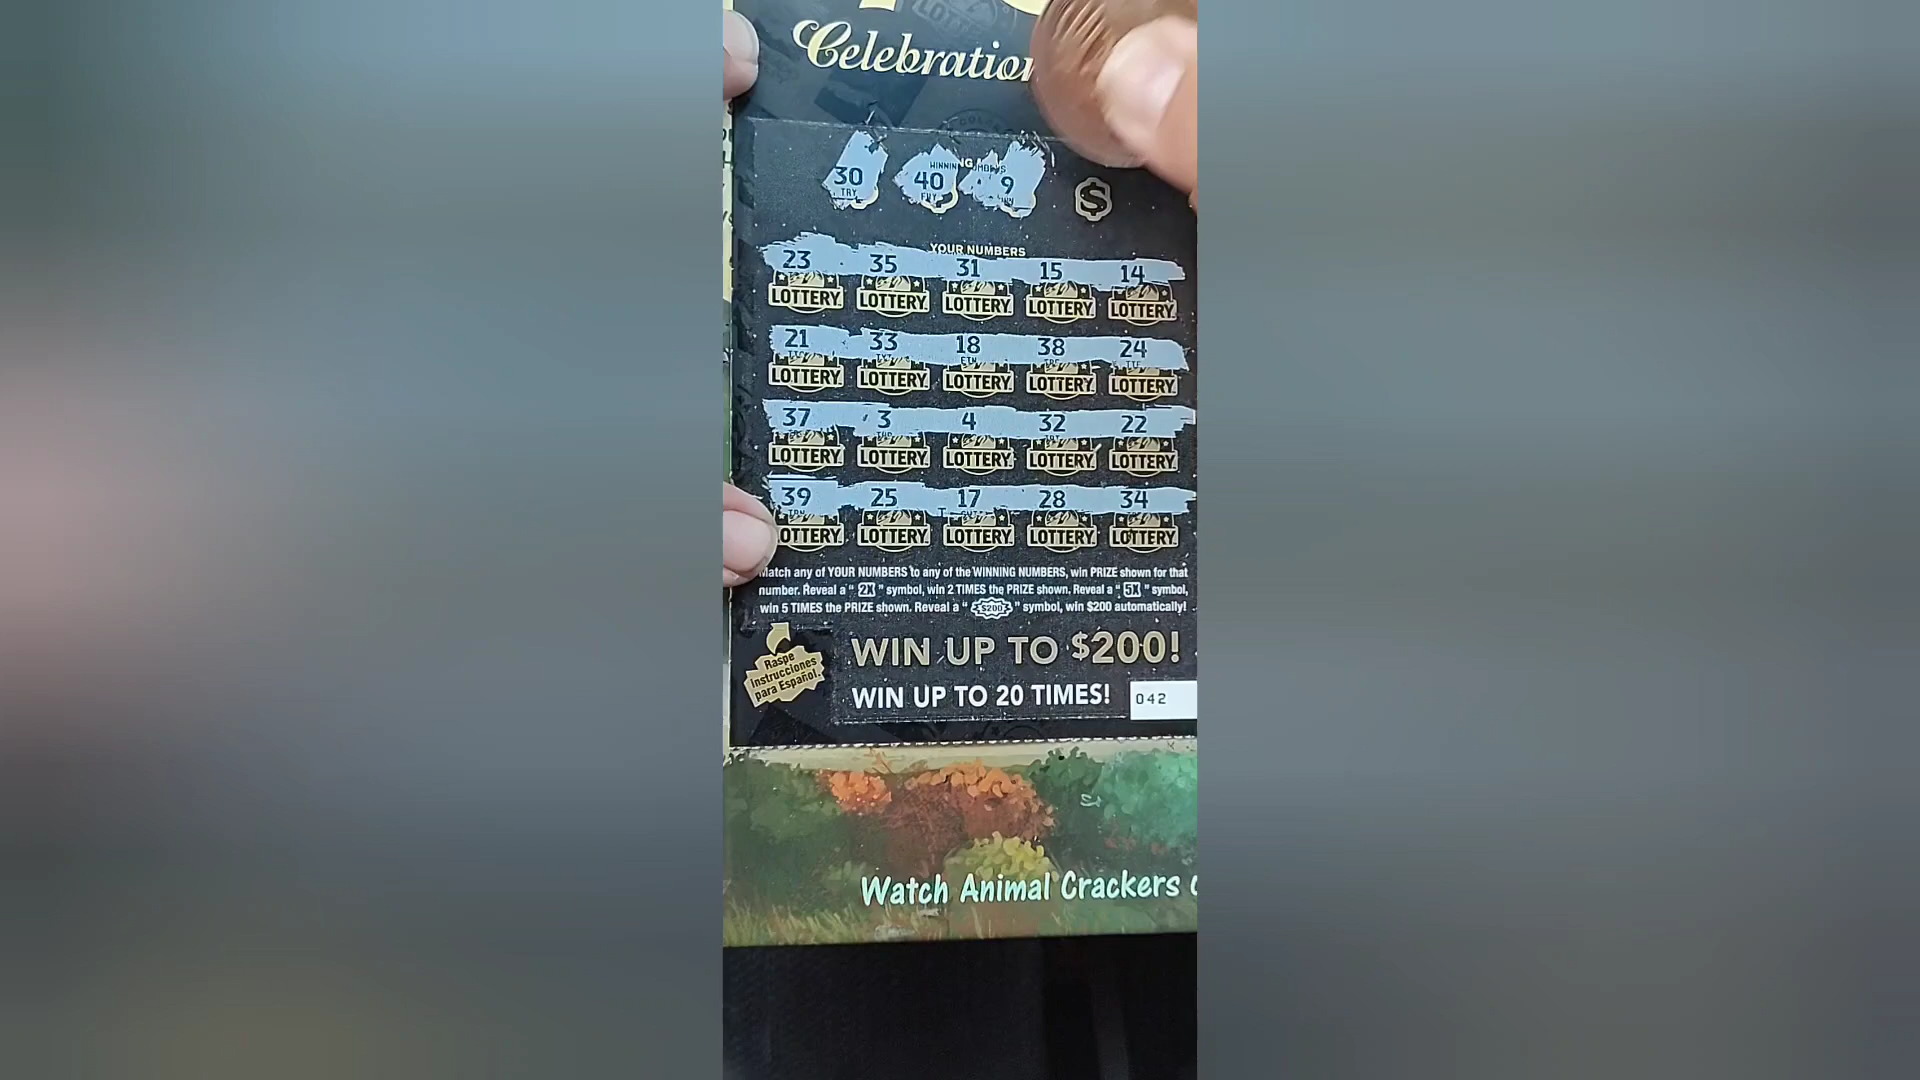 Celebration
30 40 9
TRY FRY
YOUR NUMBERS
23 35 31 15 14
LOTTERY LOTTERY LOTTERY LOTTERY LOTTERY
21 33 18 38 24
LOTTERY LOTTERY LOTTERY LOTTERY LOTTERY
37 3 4 32 22
LOTTERY LOTTERY LOTTERY LOTTERY LOTTERY
39 25 17 28 34
LOTTERY LOTTERY LOTTERY LOTTERY LOTTERY
Match any of YOUR NUMBERS to any of the WINNING NUMBERS, win PRIZE shown for that
number. Reveal a " 2X " symbol, win 2 TIMES the PRIZE shown. Reveal a " 5X " symbol,
win 5 TIMES the PRIZE shown. Reveal a " $200 " symbol, win $200 automatically!
Raspe
instrucciones
para Español.
WIN UP TO $200!
WIN UP TO 20 TIMES!
042
Watch Animal Crackers